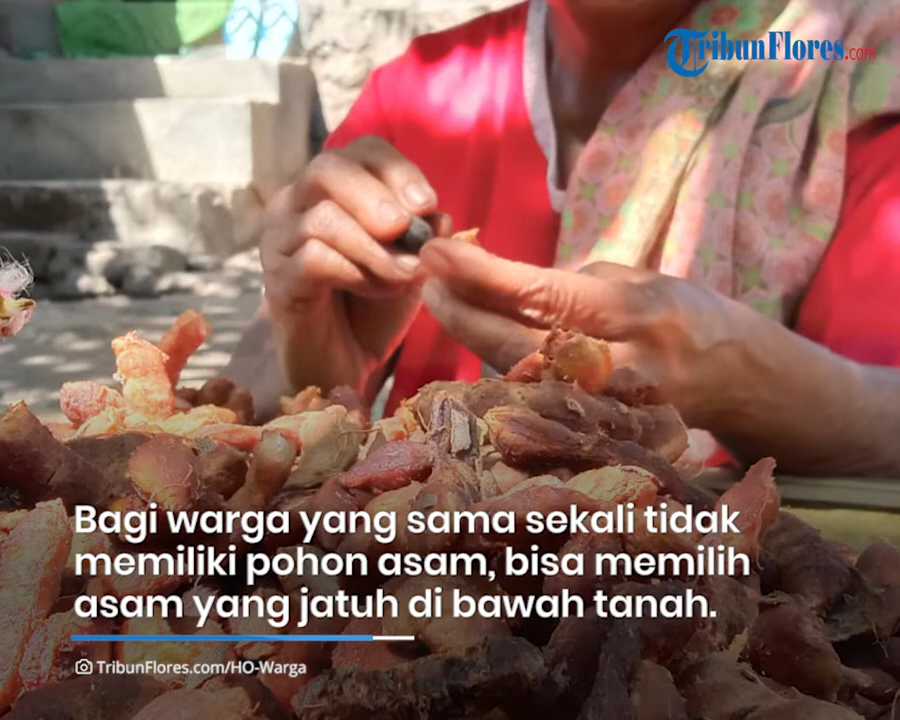 TribunFlores.com
Bagi warga yang sama sekali tidak
memiliki pohon asam, bisa memilih
asam yang jatuh di bawah tanah.
TribunFlores.com/HO-Warga